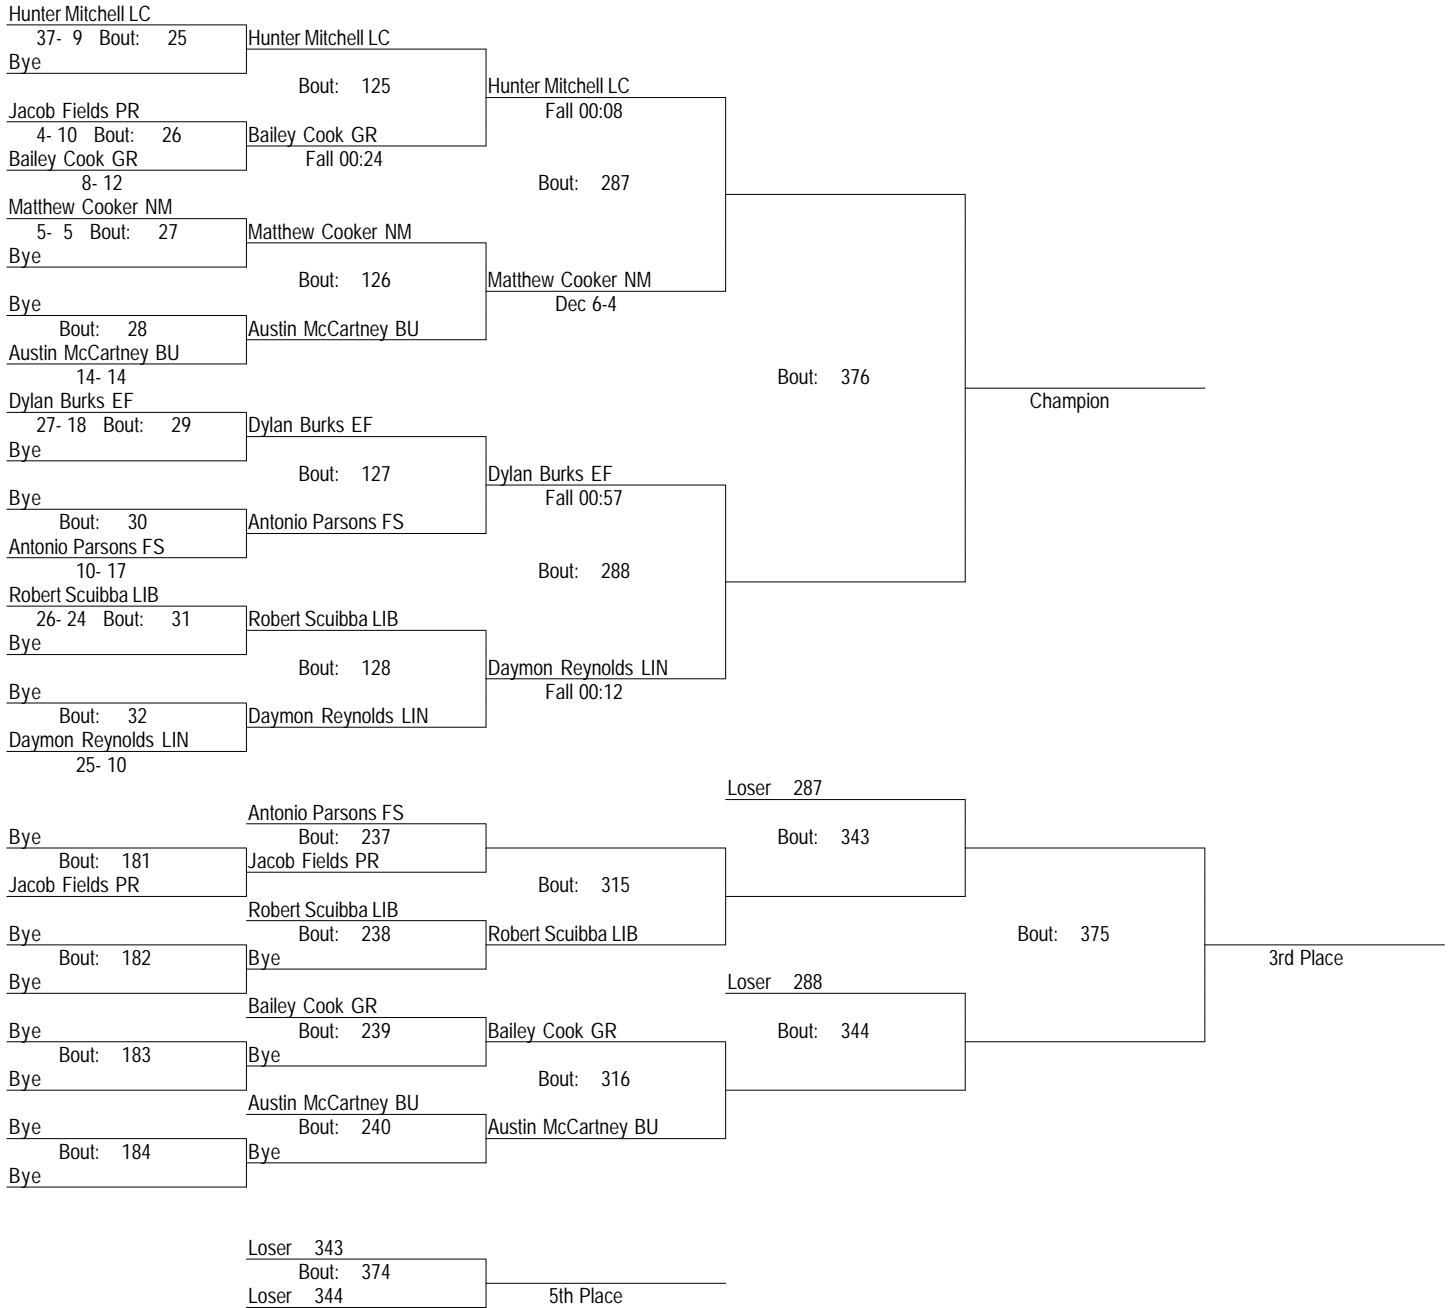 Hunter Mitchell LC
37- 9 Bout: 25
Hunter Mitchell LC
Bye
Bout: 125
Hunter Mitchell LC
Jacob Fields PR
Fall 00:08
4- 10 Bout: 26
Bailey Cook GR
Bailey Cook GR
Fall 00:24
8- 12
Bout: 287
Matthew Cooker NM
5- 5 Bout: 27
Matthew Cooker NM
Bye
Bout: 126
Matthew Cooker NM
Bye
Dec 6-4
Bout: 28
Austin McCartney BU
Austin McCartney BU
14- 14
Bout: 376
Dylan Burks EF
Champion
27- 18 Bout: 29
Dylan Burks EF
Bye
Bout: 127
Dylan Burks EF
Bye
Fall 00:57
Bout: 30
Antonio Parsons FS
Antonio Parsons FS
10- 17
Bout: 288
Robert Scuibba LIB
26- 24 Bout: 31
Robert Scuibba LIB
Bye
Bout: 128
Daymon Reynolds LIN
Bye
Fall 00:12
Bout: 32
Daymon Reynolds LIN
Daymon Reynolds LIN
25- 10
Loser 287
Antonio Parsons FS
Bye
Bout: 237
Bout: 343
Bout: 181
Jacob Fields PR
Jacob Fields PR
Bout: 315
Robert Scuibba LIB
Bye
Bout: 238
Robert Scuibba LIB
Bout: 375
Bout: 182
Bye
3rd Place
Bye
Loser 288
Bailey Cook GR
Bye
Bout: 239
Bailey Cook GR
Bout: 344
Bout: 183
Bye
Bye
Bout: 316
Austin McCartney BU
Bye
Bout: 240
Austin McCartney BU
Bout: 184
Bye
Bye
Loser 343
Bout: 374
Loser 344
5th Place